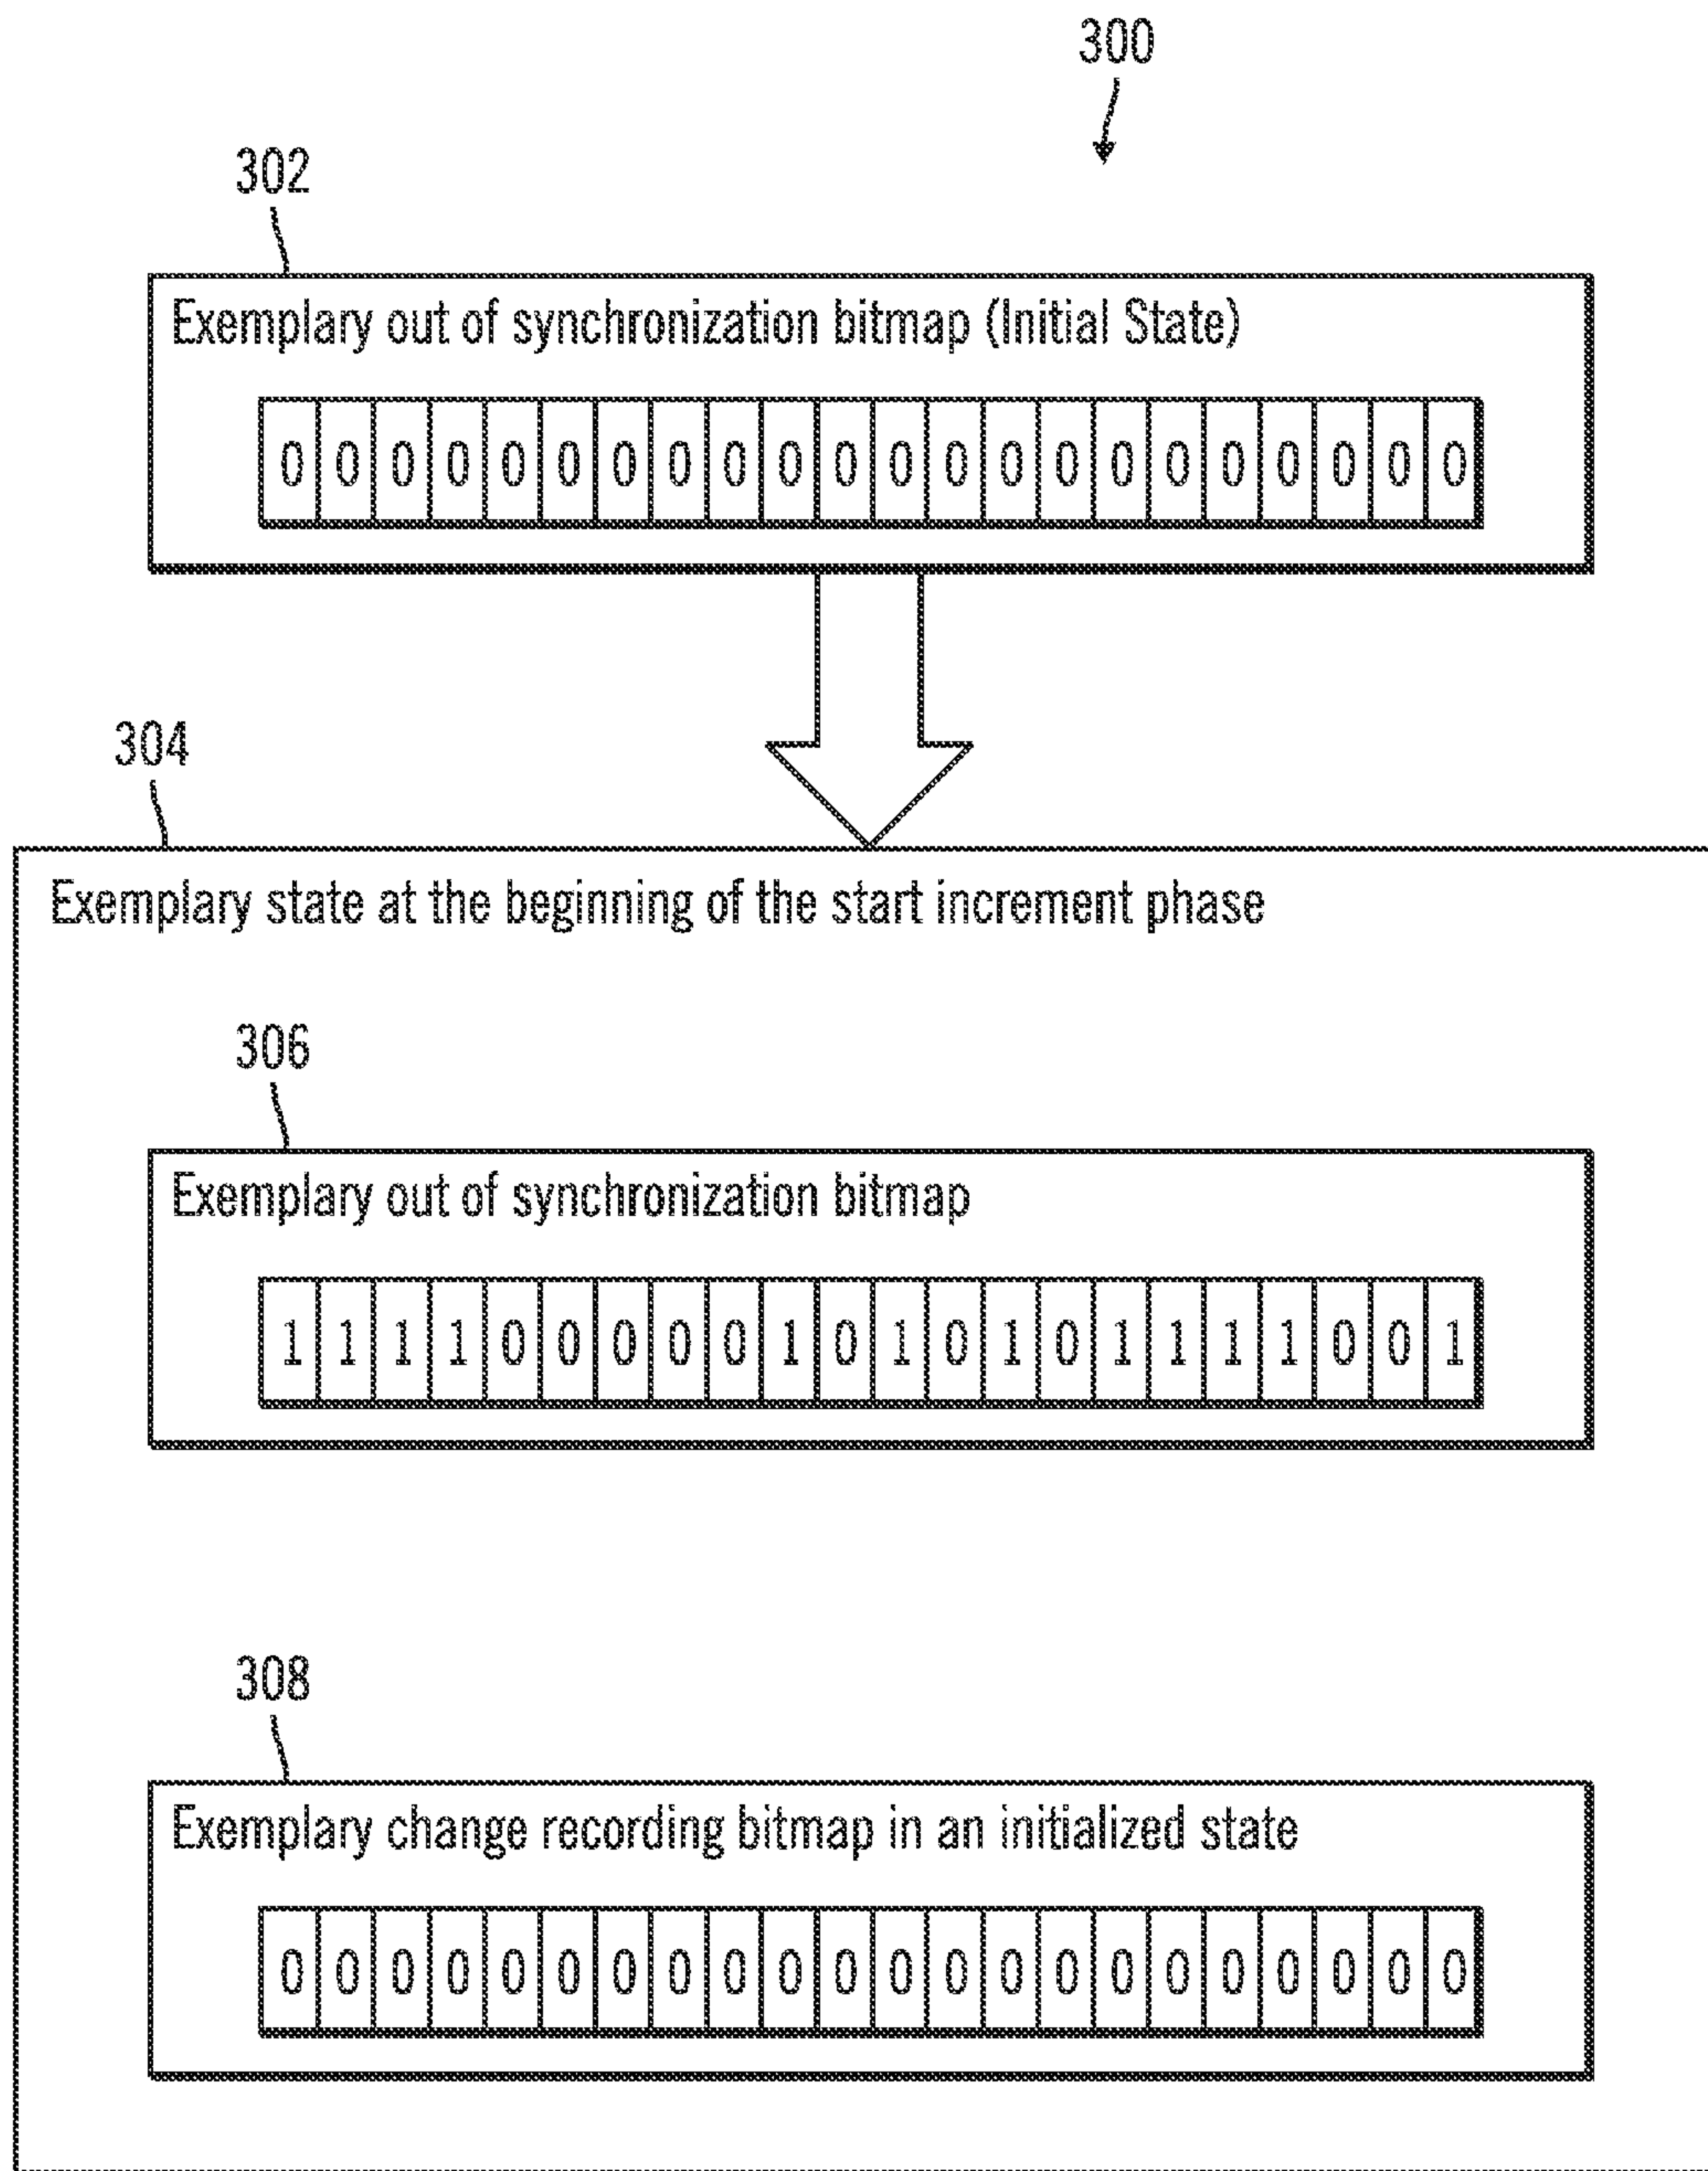 300
302
Exemplary out of synchronization bitmap (Initial State)
0 0 0 0 0 0 0 0 0 0 0 0 0 0 0 0 0 0 0 0 0 0
304
Exemplary state at the beginning of the start increment phase
306
Exemplary out of synchronization bitmap
1 1 1 1 0 0 0 0 0 1 0 1 0 1 0 1 1 1 1 0 0 1
308
Exemplary change recording bitmap in an initialized state
0 0 0 0 0 0 0 0 0 0 0 0 0 0 0 0 0 0 0 0 0 0